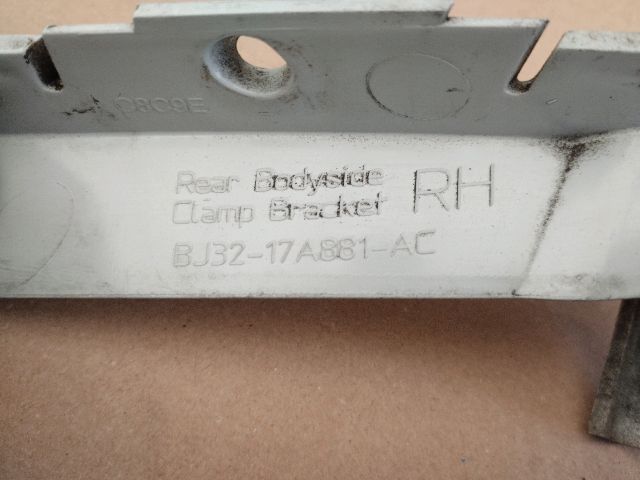 Rear Bodyside
Clamp Bracket RH
BJ32-17A881-AC